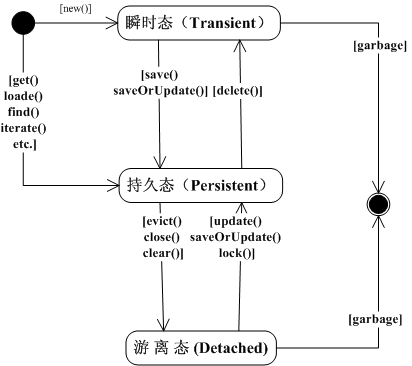 [new()]
瞬时态（Transient）
[garbage]
[get()
loade()
find()
iterate()
etc.]
[save()
saveOrUpdate()]
[delete()]
持久态（Persistent）
[evict()
close()
clear()]
[update()
saveOrUpdate()
lock()]
[garbage]
游 离 态 (Detached)